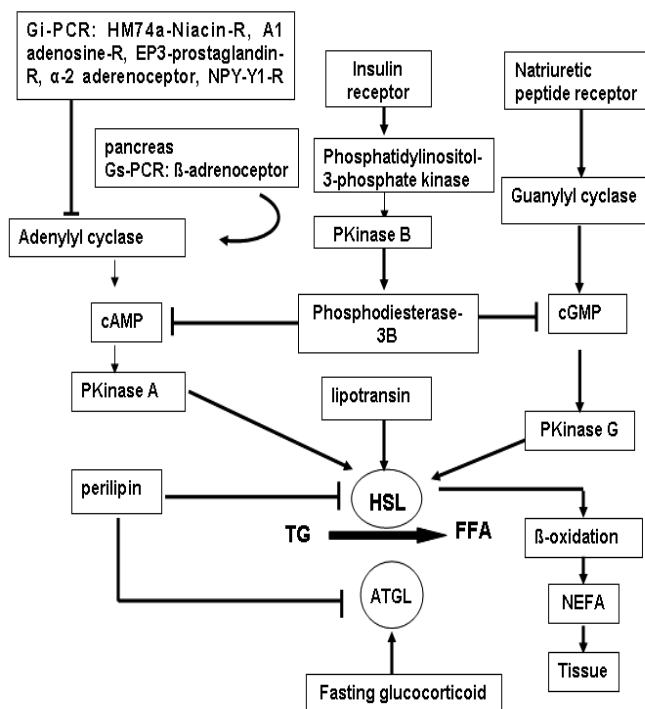 Gi-PCR: HM74a-Niacin-R, A1
adenosine-R, EP3-prostaglandin-
R, α-2 aderenoceptor, NPY-Y1-R
Insulin
receptor
Natriuretic
peptide receptor
pancreas
Gs-PCR: ß-adrenoceptor
Phosphatidylinositol-
3-phosphate kinase
Guanylyl cyclase
Adenylyl cyclase
PKinase B
cAMP
Phosphodiesterase-
3B
cGMP
PKinase A
lipotransin
PKinase G
perilipin
HSL
TG
FFA
ß-oxidation
ATGL
NEFA
Tissue
Fasting glucocorticoid